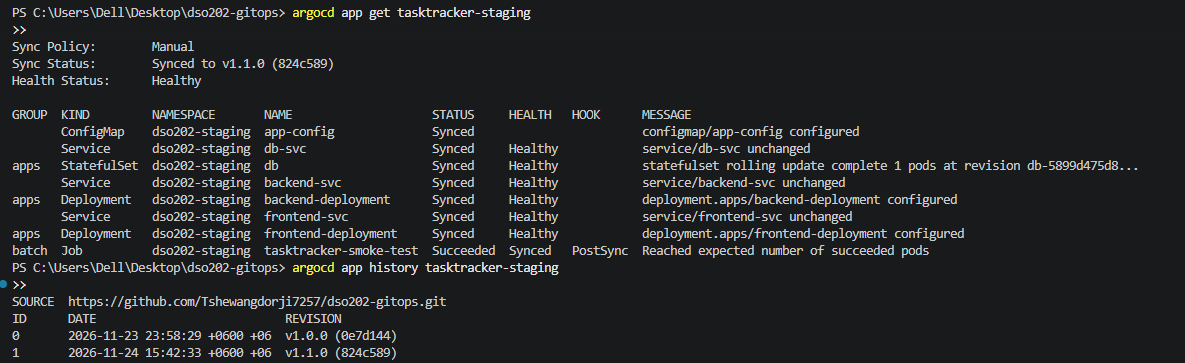 PS C:\Users\Dell\Desktop\dso202-gitops> argocd app get tasktracker-staging
>>
Sync Policy:        Manual
Sync Status:        Synced to v1.1.0 (824c589)
Health Status:      Healthy
GROUP  KIND         NAMESPACE       NAME                    STATUS     HEALTH   HOOK      MESSAGE
       ConfigMap    dso202-staging  app-config              Synced                        configmap/app-config configured
       Service      dso202-staging  db-svc                  Synced     Healthy            service/db-svc unchanged
apps   StatefulSet  dso202-staging  db                      Synced     Healthy            statefulset rolling update complete 1 pods at revision db-5899d475d8...
       Service      dso202-staging  backend-svc             Synced     Healthy            service/backend-svc unchanged
apps   Deployment   dso202-staging  backend-deployment      Synced     Healthy            deployment.apps/backend-deployment configured
       Service      dso202-staging  frontend-svc            Synced     Healthy            service/frontend-svc unchanged
apps   Deployment   dso202-staging  frontend-deployment     Synced     Healthy            deployment.apps/frontend-deployment configured
batch  Job          dso202-staging  tasktracker-smoke-test  Succeeded  Synced   PostSync  Reached expected number of succeeded pods
PS C:\Users\Dell\Desktop\dso202-gitops> argocd app history tasktracker-staging
>>
SOURCE  https://github.com/Tshewangdorji7257/dso202-gitops.git
ID      DATE                           REVISION
0       2026-11-23 23:58:29 +0600 +06  v1.0.0 (0e7d144)
1       2026-11-24 15:42:33 +0600 +06  v1.1.0 (824c589)